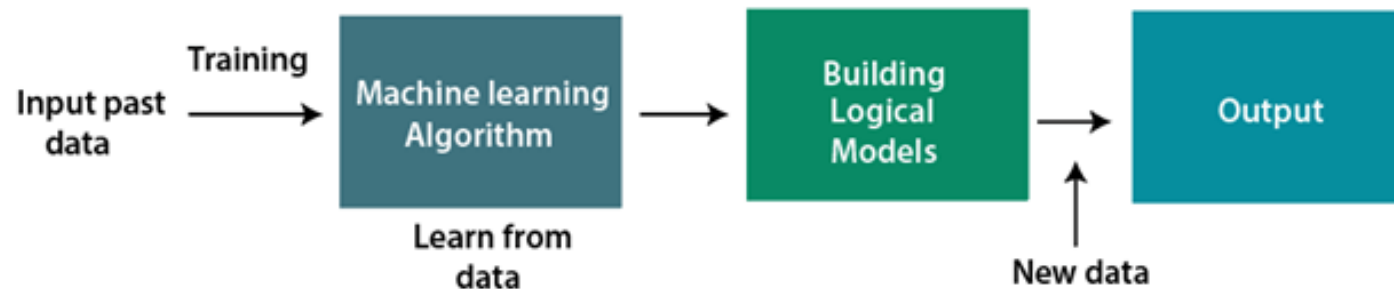 Training
Input past
data
Machine learning
Algorithm
Learn from
data
Building
Logical
Models
New data
Output